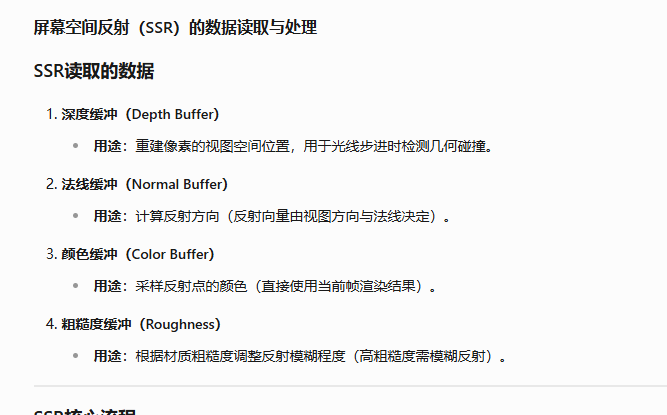 屏幕空间反射（SSR）的数据读取与处理
SSR读取的数据
1. 深度缓冲（Depth Buffer）
• 用途：重建像素的视图空间位置，用于光线步进时检测几何碰撞。
2. 法线缓冲（Normal Buffer）
• 用途：计算反射方向（反射向量由视图方向与法线决定）。
3. 颜色缓冲（Color Buffer）
• 用途：采样反射点的颜色（直接使用当前帧渲染结果）。
4. 粗糙度缓冲（Roughness）
• 用途：根据材质粗糙度调整反射模糊程度（高粗糙度需模糊反射）。
SSR核心流程